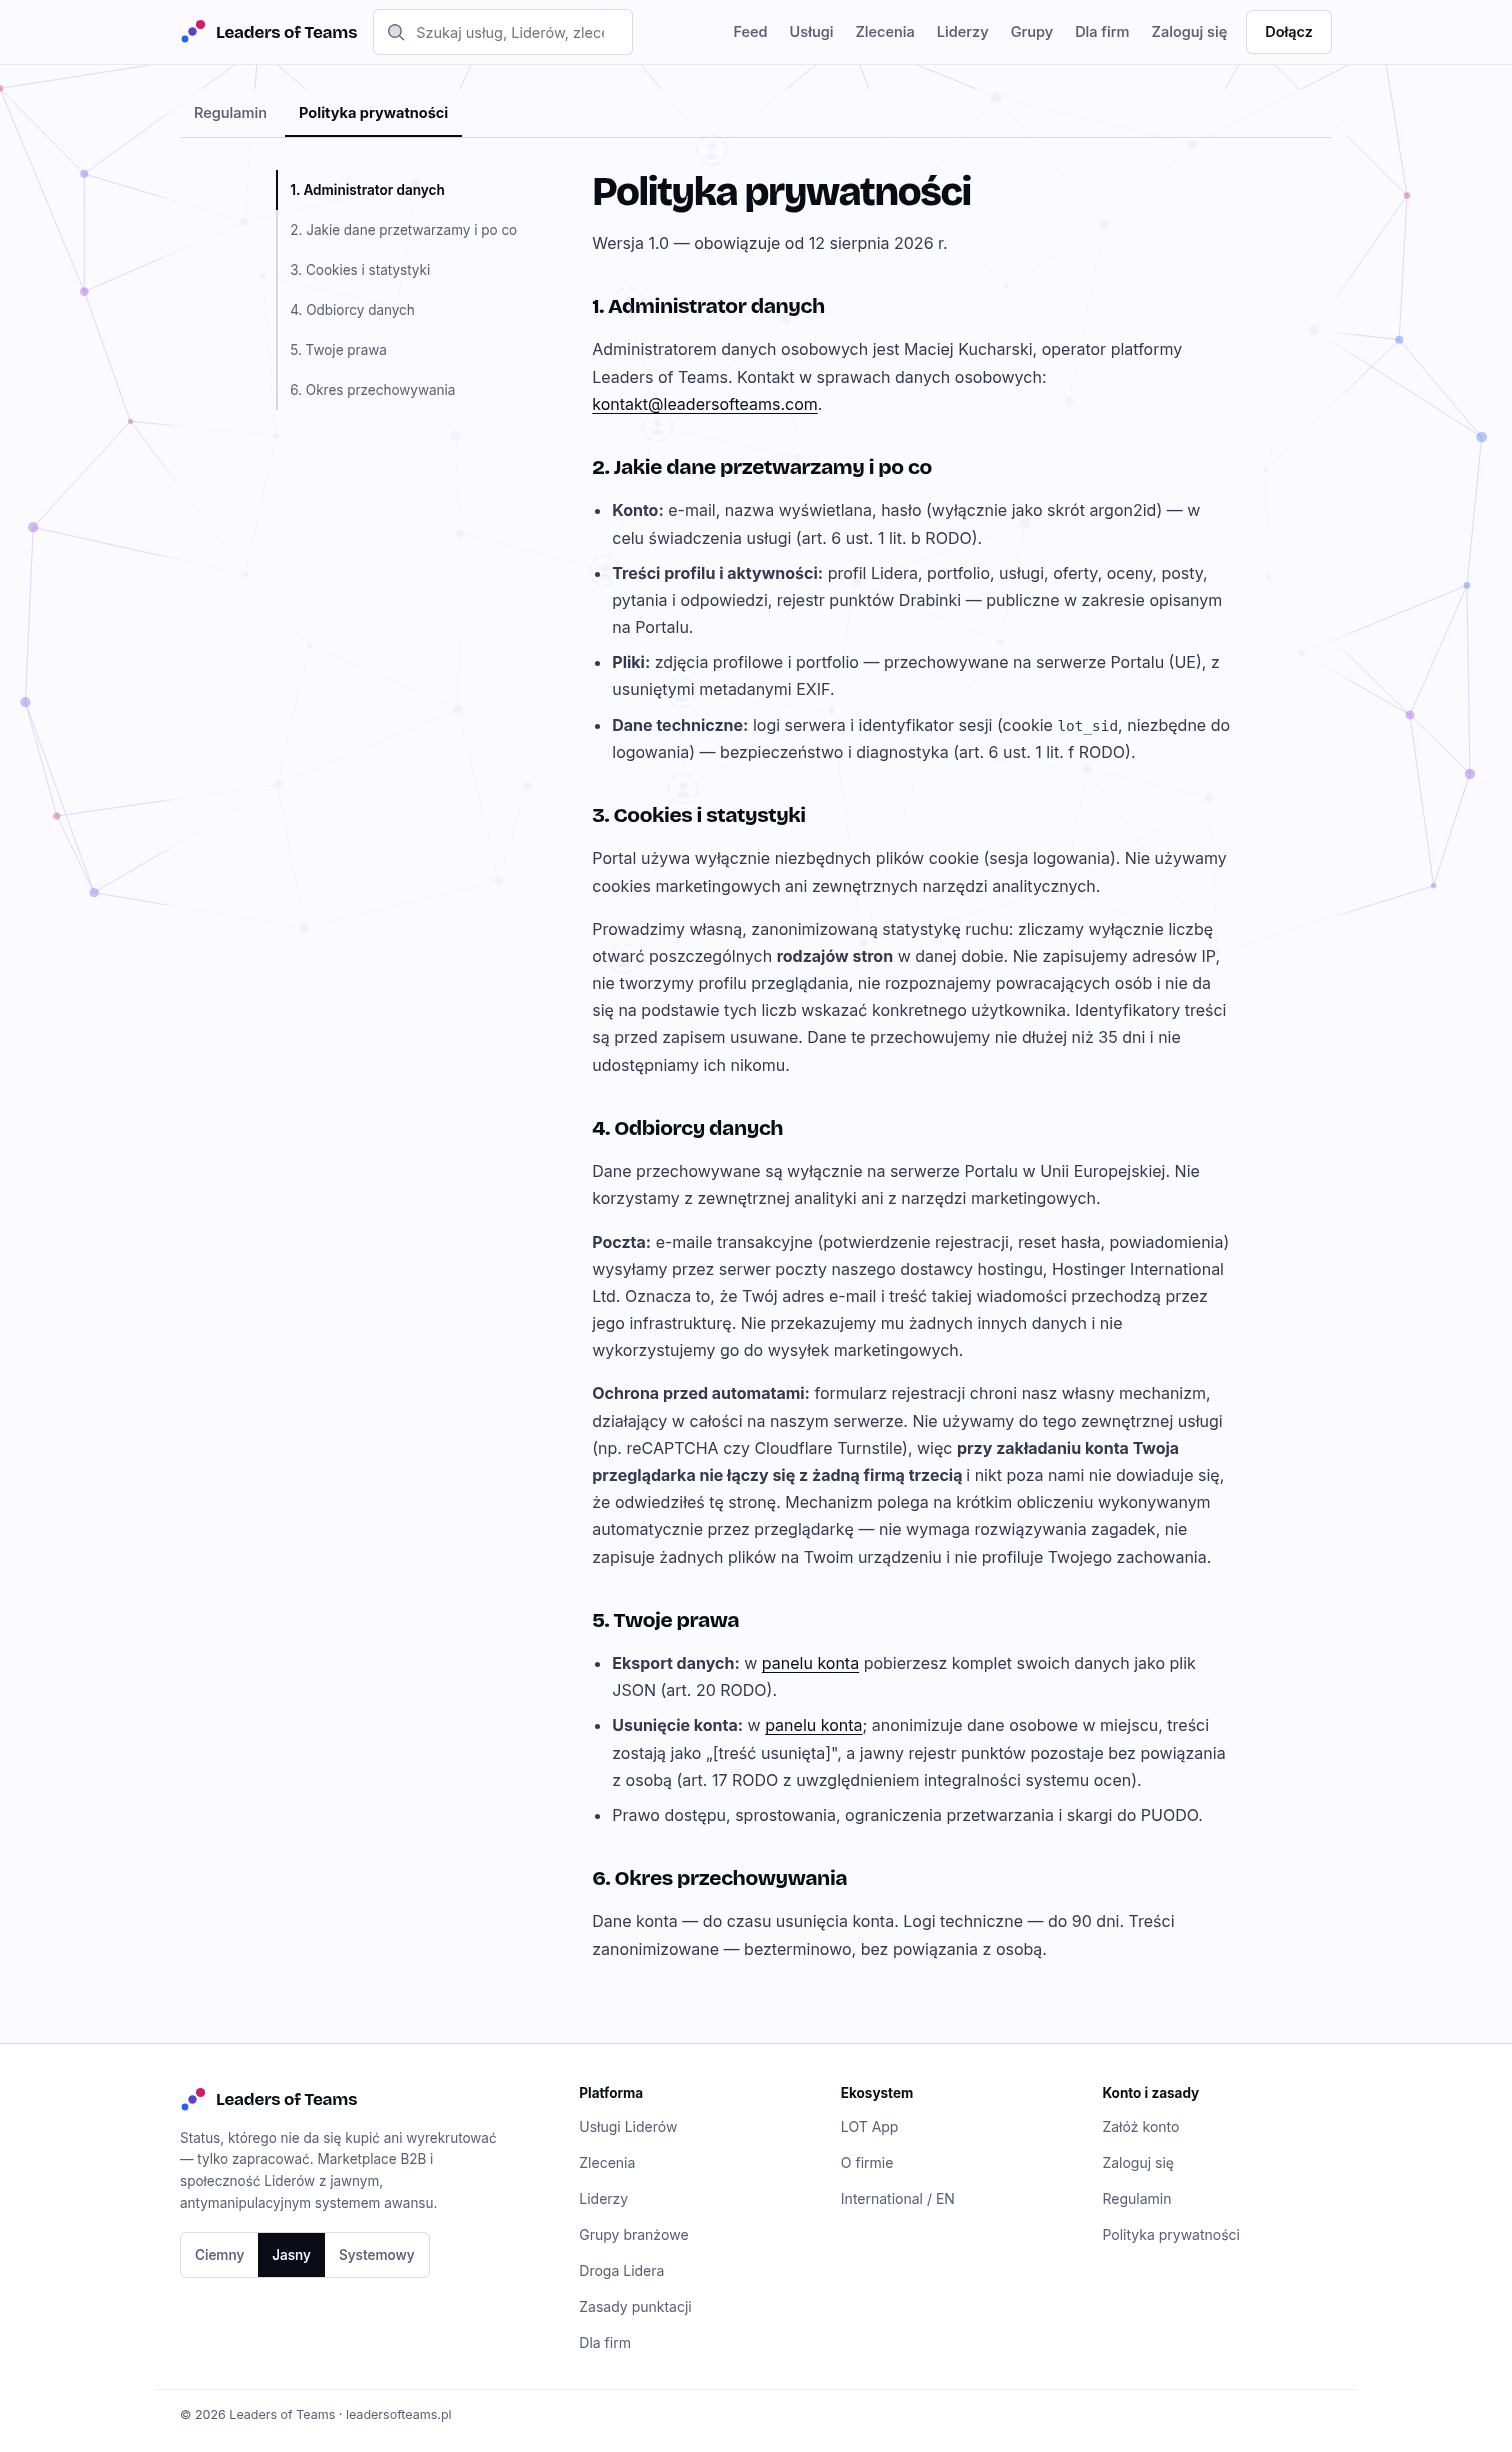 Leaders of Teams
Szukaj usług, Liderów, zlece
Feed
Usługi
Zlecenia
Liderzy
Grupy
Dla firm
Zaloguj się
Dołącz
Regulamin
Polityka prywatności
1. Administrator danych
2. Jakie dane przetwarzamy i po co
3. Cookies i statystyki
4. Odbiorcy danych
5. Twoje prawa
6. Okres przechowywania
Polityka prywatności
Wersja 1.0 — obowiązuje od 12 sierpnia 2026 r.
1. Administrator danych
Administratorem danych osobowych jest Maciej Kucharski, operator platformy
Leaders of Teams. Kontakt w sprawach danych osobowych:
kontakt@leadersofteams.com.
2. Jakie dane przetwarzamy i po co
• Konto: e-mail, nazwa wyświetlana, hasło (wyłącznie jako skrót argon2id) — w
celu świadczenia usługi (art. 6 ust. 1 lit. b RODO).
• Treści profilu i aktywności: profil Lidera, portfolio, usługi, oferty, oceny, posty,
pytania i odpowiedzi, rejestr punktów Drabinki — publiczne w zakresie opisanym
na Portalu.
• Pliki: zdjęcia profilowe i portfolio — przechowywane na serwerze Portalu (UE), z
usuniętymi metadanymi EXIF.
• Dane techniczne: logi serwera i identyfikator sesji (cookie lot_sid, niezbędne do
logowania) — bezpieczeństwo i diagnostyka (art. 6 ust. 1 lit. f RODO).
3. Cookies i statystyki
Portal używa wyłącznie niezbędnych plików cookie (sesja logowania). Nie używamy
cookies marketingowych ani zewnętrznych narzędzi analitycznych.
Prowadzimy własną, zanonimizowaną statystykę ruchu: zliczamy wyłącznie liczbę
otwarć poszczególnych rodzajów stron w danej dobie. Nie zapisujemy adresów IP,
nie tworzymy profilu przeglądania, nie rozpoznajemy powracających osób i nie da
się na podstawie tych liczb wskazać konkretnego użytkownika. Identyfikatory treści
są przed zapisem usuwane. Dane te przechowujemy nie dłużej niż 35 dni i nie
udostępniamy ich nikomu.
4. Odbiorcy danych
Dane przechowywane są wyłącznie na serwerze Portalu w Unii Europejskiej. Nie
korzystamy z zewnętrznej analityki ani z narzędzi marketingowych.
Poczta: e-maile transakcyjne (potwierdzenie rejestracji, reset hasła, powiadomienia)
wysyłamy przez serwer poczty naszego dostawcy hostingu, Hostinger International
Ltd. Oznacza to, że Twój adres e-mail i treść takiej wiadomości przechodzą przez
jego infrastrukturę. Nie przekazujemy mu żadnych innych danych i nie
wykorzystujemy go do wysyłek marketingowych.
Ochrona przed automatami: formularz rejestracji chroni nasz własny mechanizm,
działający w całości na naszym serwerze. Nie używamy do tego zewnętrznej usługi
(np. reCAPTCHA czy Cloudflare Turnstile), więc przy zakładaniu konta Twoja
przeglądarka nie łączy się z żadną firmą trzecią i nikt poza nami nie dowiaduje się,
że odwiedziłeś tę stronę. Mechanizm polega na krótkim obliczeniu wykonywanym
automatycznie przez przeglądarkę — nie wymaga rozwiązywania zagadek, nie
zapisuje żadnych plików na Twoim urządzeniu i nie profiluje Twojego zachowania.
5. Twoje prawa
• Eksport danych: w panelu konta pobierzesz komplet swoich danych jako plik
JSON (art. 20 RODO).
• Usunięcie konta: w panelu konta; anonimizuje dane osobowe w miejscu, treści
zostają jako „[treść usunięta]", a jawny rejestr punktów pozostaje bez powiązania
z osobą (art. 17 RODO z uwzględnieniem integralności systemu ocen).
• Prawo dostępu, sprostowania, ograniczenia przetwarzania i skargi do PUODO.
6. Okres przechowywania
Dane konta — do czasu usunięcia konta. Logi techniczne — do 90 dni. Treści
zanonimizowane — bezterminowo, bez powiązania z osobą.
Leaders of Teams
Status, którego nie da się kupić ani wyrekrutować
— tylko zapracować. Marketplace B2B i
społeczność Liderów z jawnym,
antymanipulacyjnym systemem awansu.
Ciemny
Jasny
Systemowy
Platforma
Usługi Liderów
Zlecenia
Liderzy
Grupy branżowe
Droga Lidera
Zasady punktacji
Dla firm
Ekosystem
LOT App
O firmie
International / EN
Konto i zasady
Załóż konto
Zaloguj się
Regulamin
Polityka prywatności
© 2026 Leaders of Teams · leadersofteams.pl